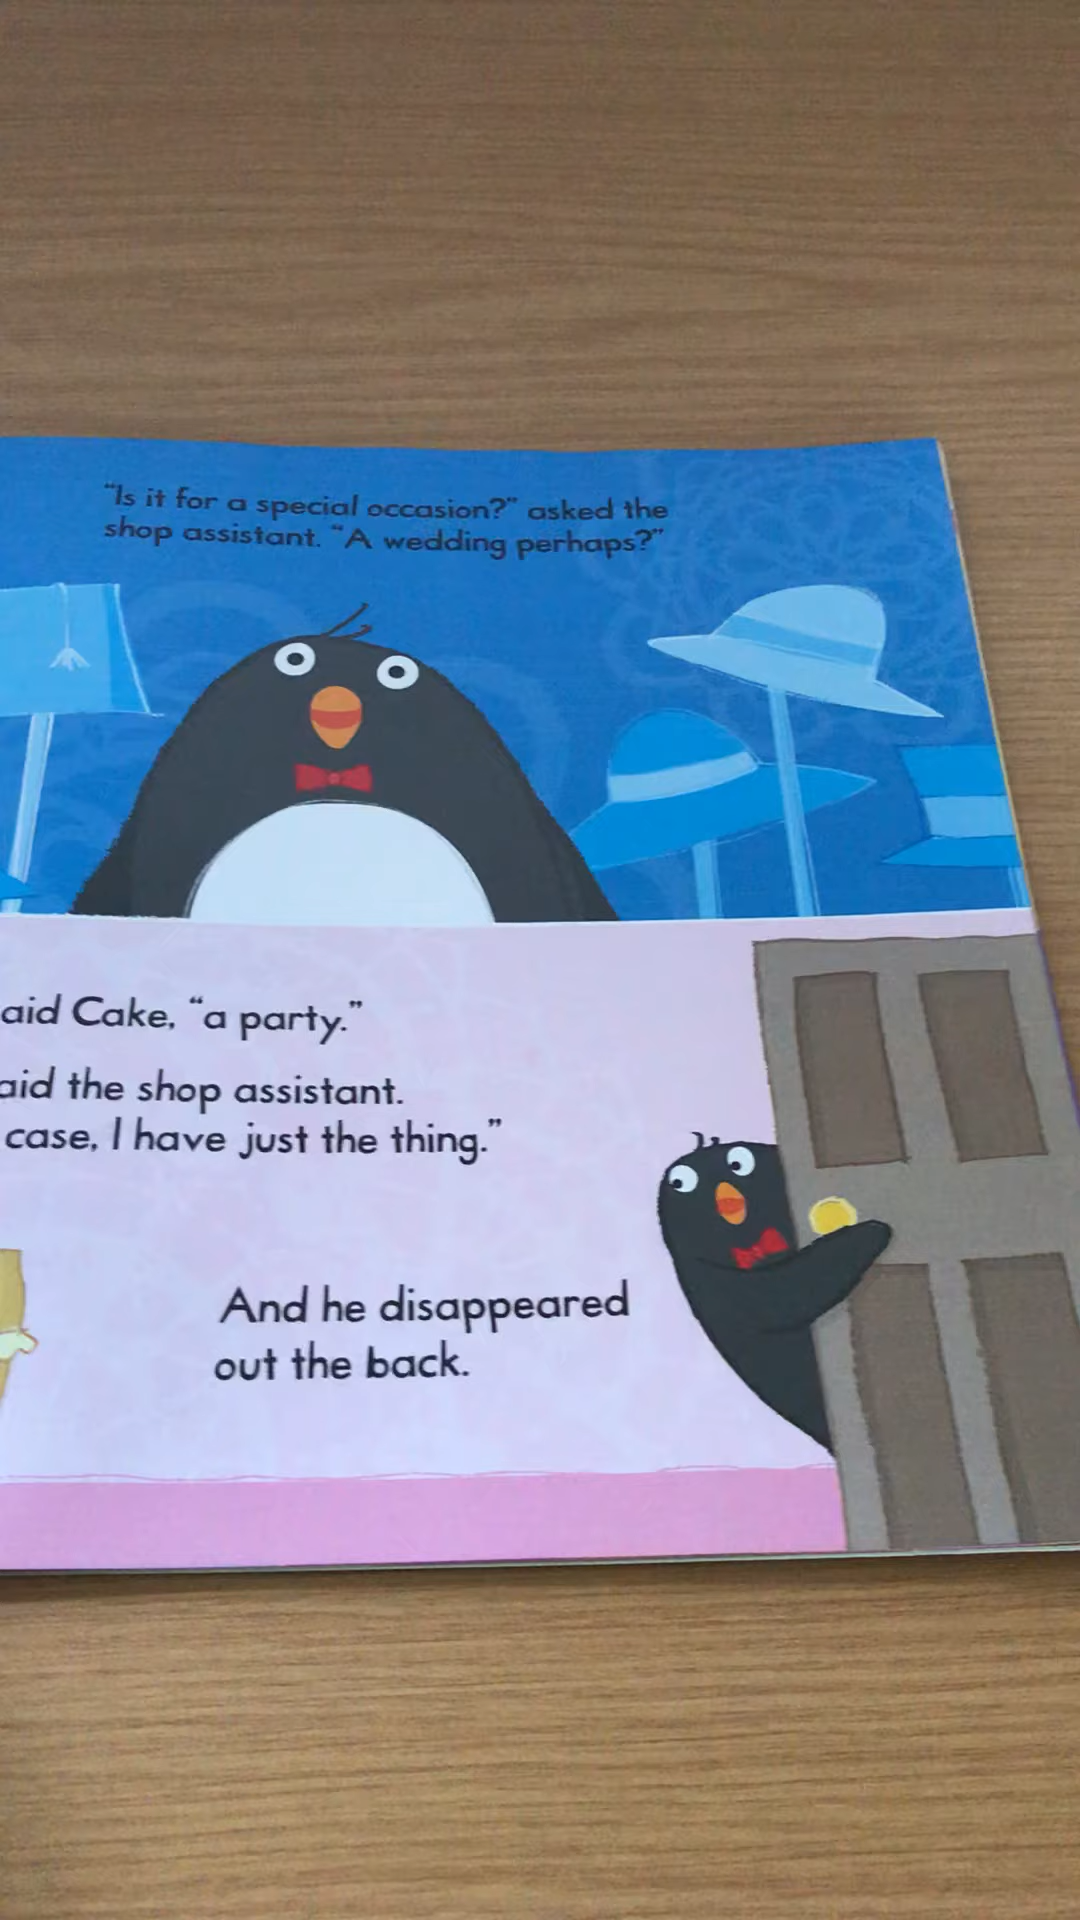 “Is it for a special occasion?” asked the
shop assistant. “A wedding perhaps?”
aid Cake, “a party.”
aid the shop assistant.
case, I have just the thing.”
And he disappeared
out the back.